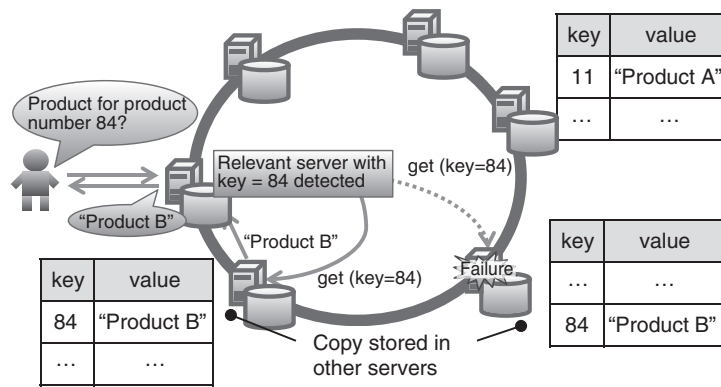 Product for product
number 84?
"Product B"
Relevant server with
key = 84 detected
get (key=84)
"Product B"
get (key=84)
Failure
Copy stored in
other servers
key value
11 "Product A"
... ...
key value
... ...
84 "Product B"
key value
84 "Product B"
... ...